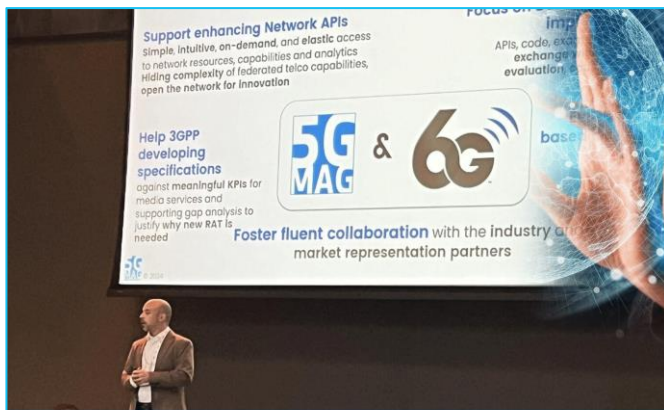 Support enhancing Network APIs
Simple, intuitive, on-demand, and elastic access
to network resources, capabilities and analytics
Hiding complexity of federated telco capabilities,
open the network for innovation
imp
APIs, code,
exchange
evaluation,
Help 3GPP
developing
specifications
against meaningful KPIs for
media services and
supporting gap analysis to
justify why new RAT is
needed
5G
MAG
&
6G
base
Foster fluent collaboration with the industry
market representation partners
5G
MAG